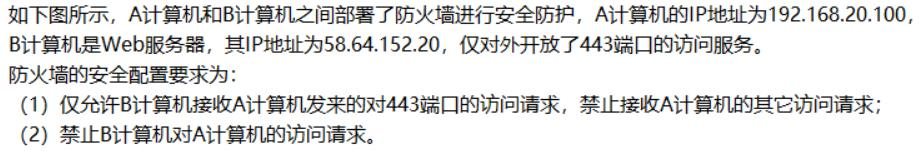 如下图所示，A计算机和B计算机之间部署了防火墙进行安全防护，A计算机的IP地址为192.168.20.100，
B计算机是Web服务器，其IP地址为58.64.152.20，仅对外开放了443端口的访问服务。
防火墙的安全配置要求为：
（1）仅允许B计算机接收A计算机发来的对443端口的访问请求，禁止接收A计算机的其它访问请求；
（2）禁止B计算机对A计算机的访问请求。